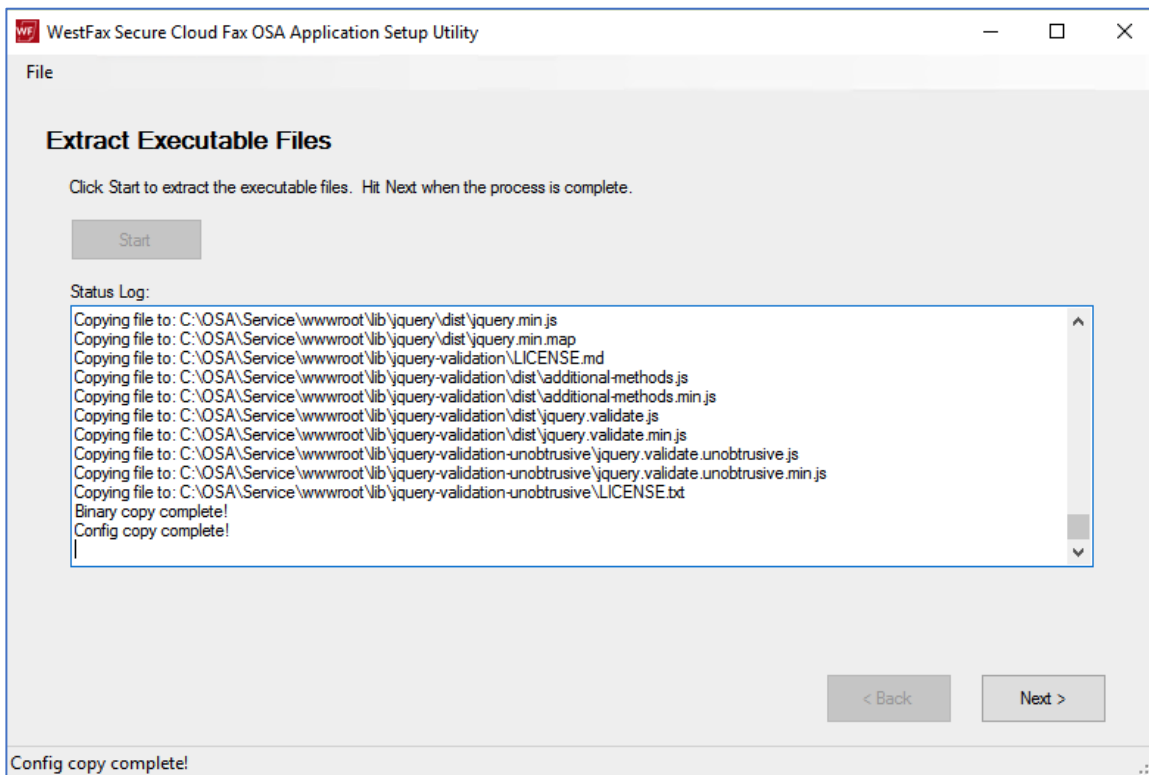 WF WestFax Secure Cloud Fax OSA Application Setup Utility
File
Extract Executable Files
Click Start to extract the executable files. Hit Next when the process is complete.
Start
Status Log:
Copying file to: C:\OSA\Service\wwwroot\lib\jquery\dist\jquery.min.js
Copying file to: C:\OSA\Service\wwwroot\lib\jquery\dist\jquery.min.map
Copying file to: C:\OSA\Service\wwwroot\lib\jquery-validation\LICENSE.md
Copying file to: C:\OSA\Service\wwwroot\lib\jquery-validation\dist\additional-methods.js
Copying file to: C:\OSA\Service\wwwroot\lib\jquery-validation\dist\additional-methods.min.js
Copying file to: C:\OSA\Service\wwwroot\lib\jquery-validation\dist\jquery.validate.js
Copying file to: C:\OSA\Service\wwwroot\lib\jquery-validation\dist\jquery.validate.min.js
Copying file to: C:\OSA\Service\wwwroot\lib\jquery-validation-unobtrusive\jquery.validate.unobtrusive.js
Copying file to: C:\OSA\Service\wwwroot\lib\jquery-validation-unobtrusive\jquery.validate.unobtrusive.min.js
Copying file to: C:\OSA\Service\wwwroot\lib\jquery-validation-unobtrusive\LICENSE.txt
Binary copy complete!
Config copy complete!
< Back Next >
Config copy complete!